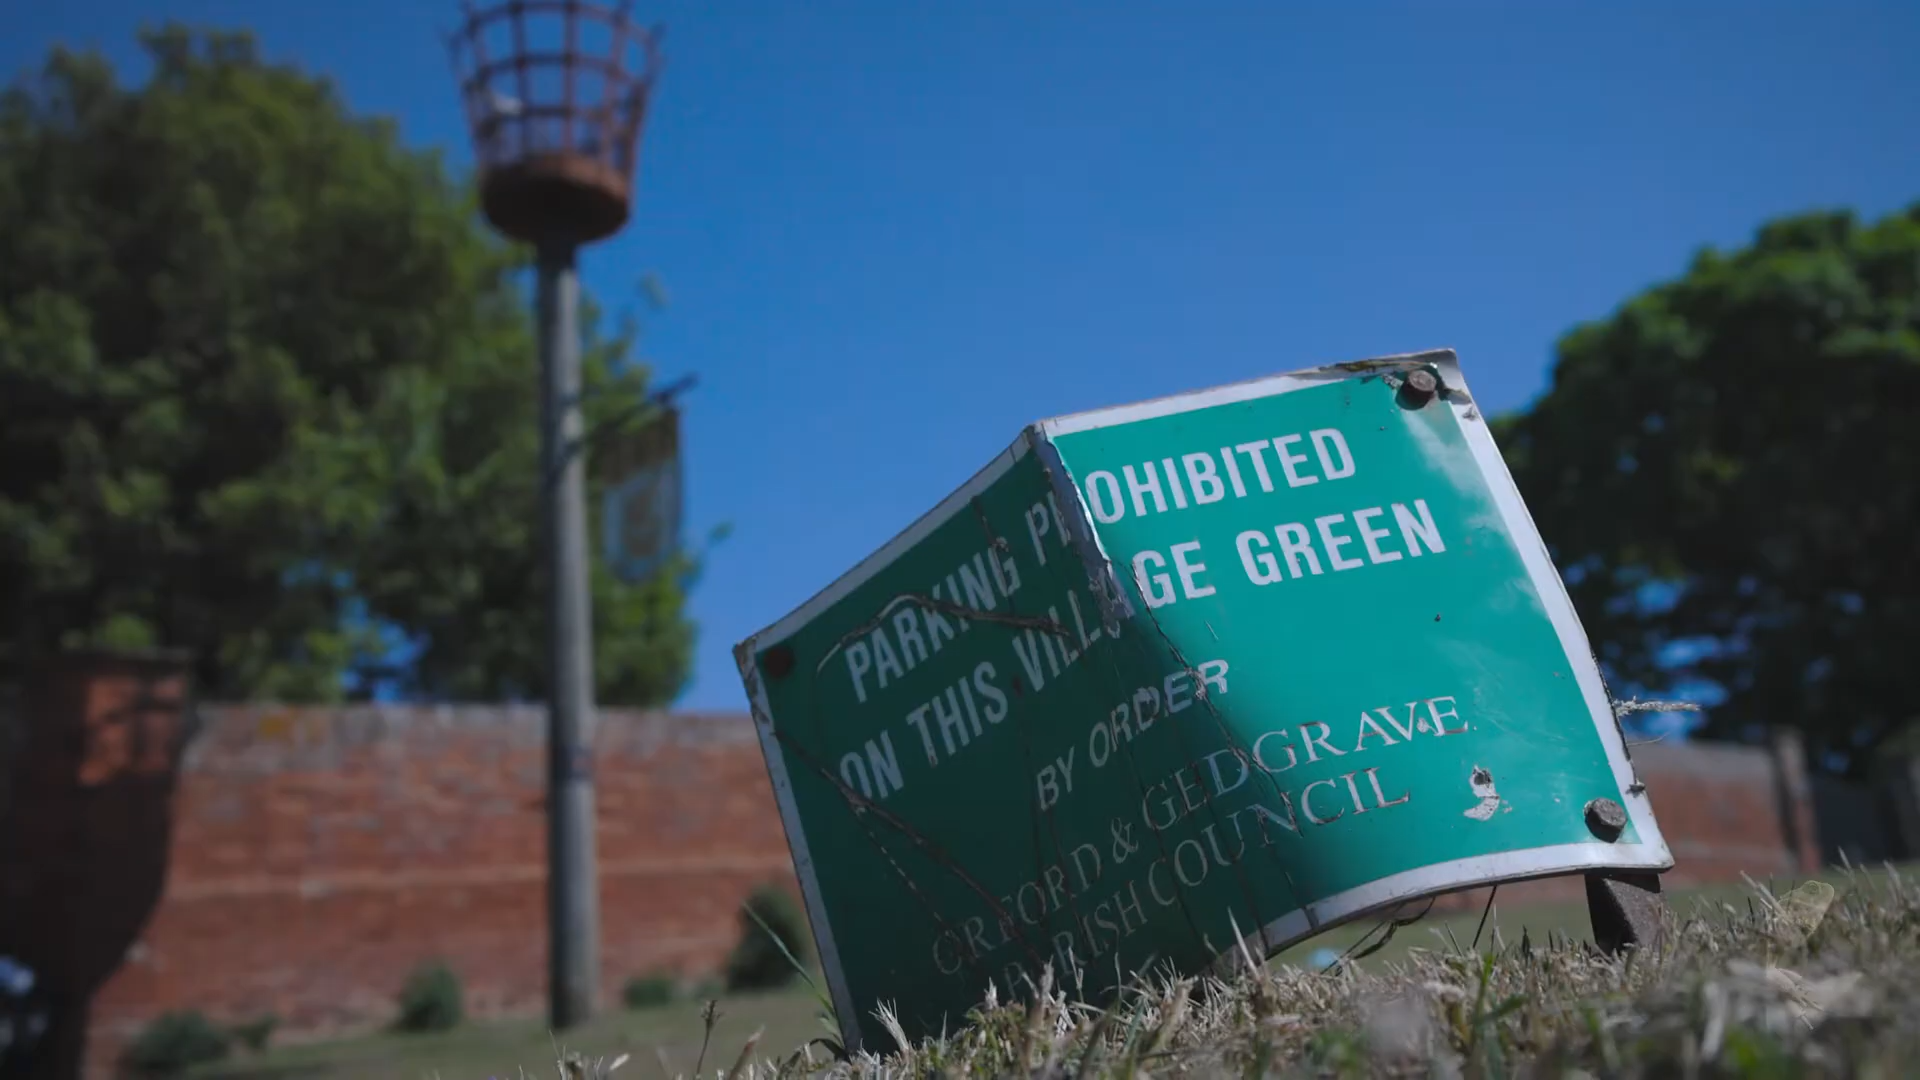 PARKING PROHIBITED
ON THIS VILLAGE GREEN
BY ORDER
ORFORD & GEDGRAVE
PARISH COUNCIL